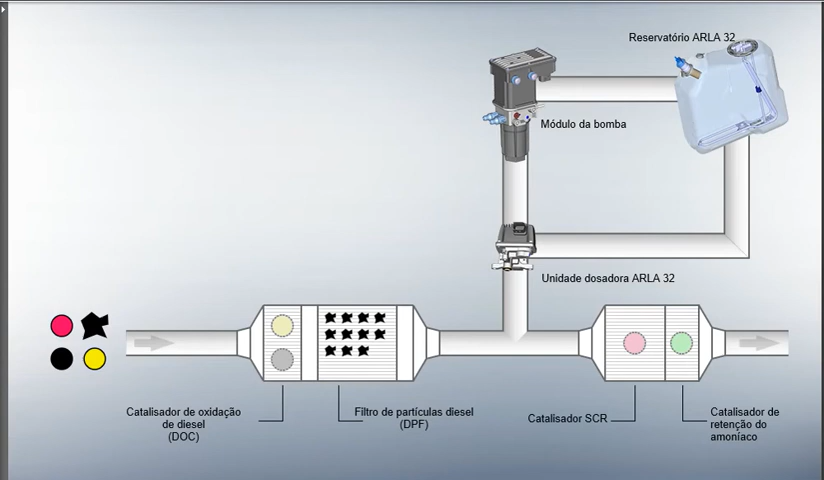 Reservatório ARLA 32
Módulo da bomba
Unidade dosadora ARLA 32
Catalisador de oxidação
de diesel
(DOC)
Filtro de partículas diesel
(DPF)
Catalisador SCR
Catalisador de
retenção do
amoníaco